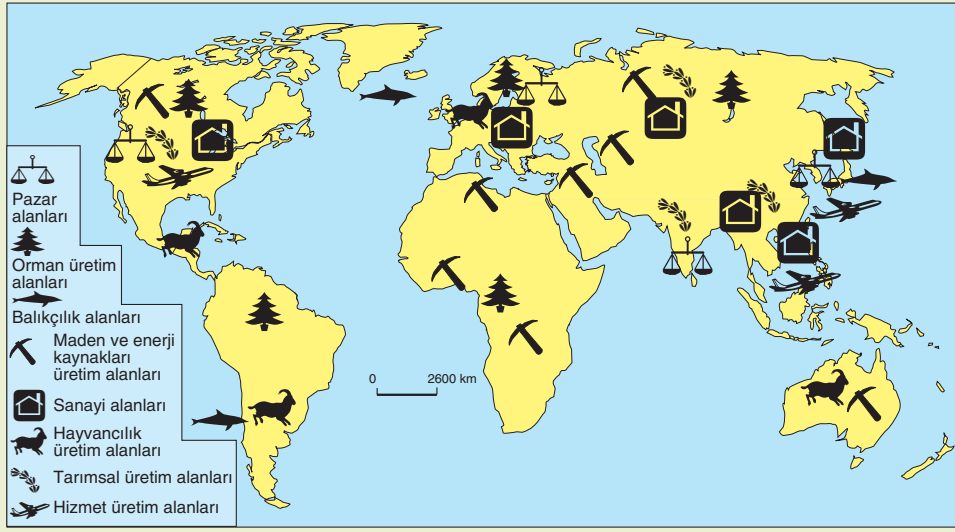 Pazar
alanları
Orman üretim
alanları
Balıkçılık alanları
Maden ve enerji
kaynakları
üretim alanları
Sanayi alanları
Hayvancılık
üretim alanları
Tarımsal üretim alanları
Hizmet üretim alanları
0 2600 km